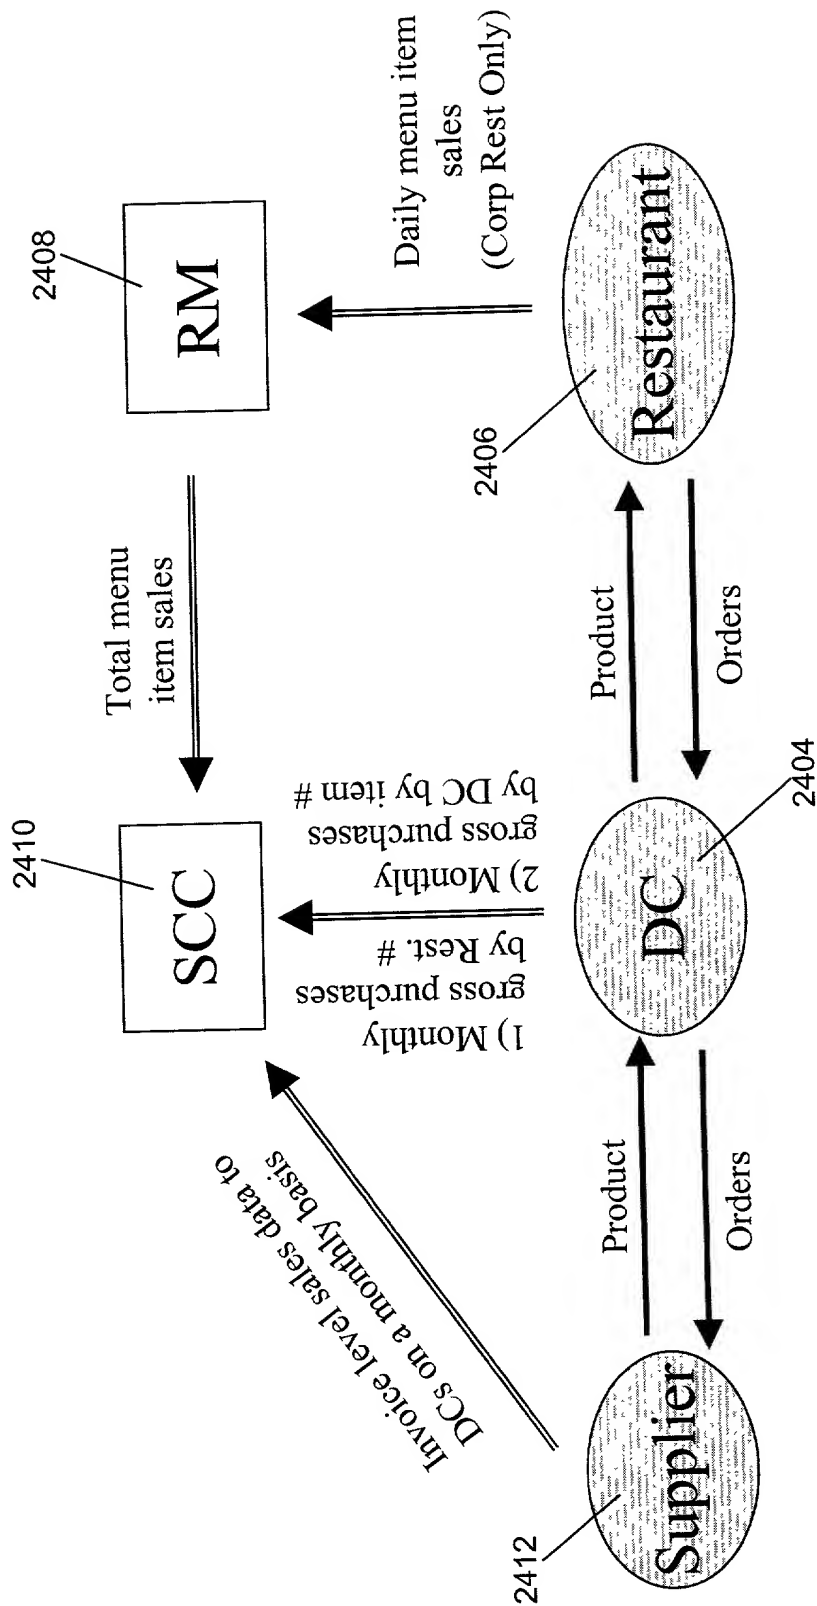 2410
SCC
Total menu
item sales
2408
RM
Invoice level sales data to
DCs on a monthly basis
1) Monthly
gross purchases
by Rest. #
2) Monthly
gross purchases
by DC by item #
Daily menu item
sales
(Corp Rest Only)
2412
Supplier
Product
Orders
DC
2404
Product
Orders
2406
Restaurant